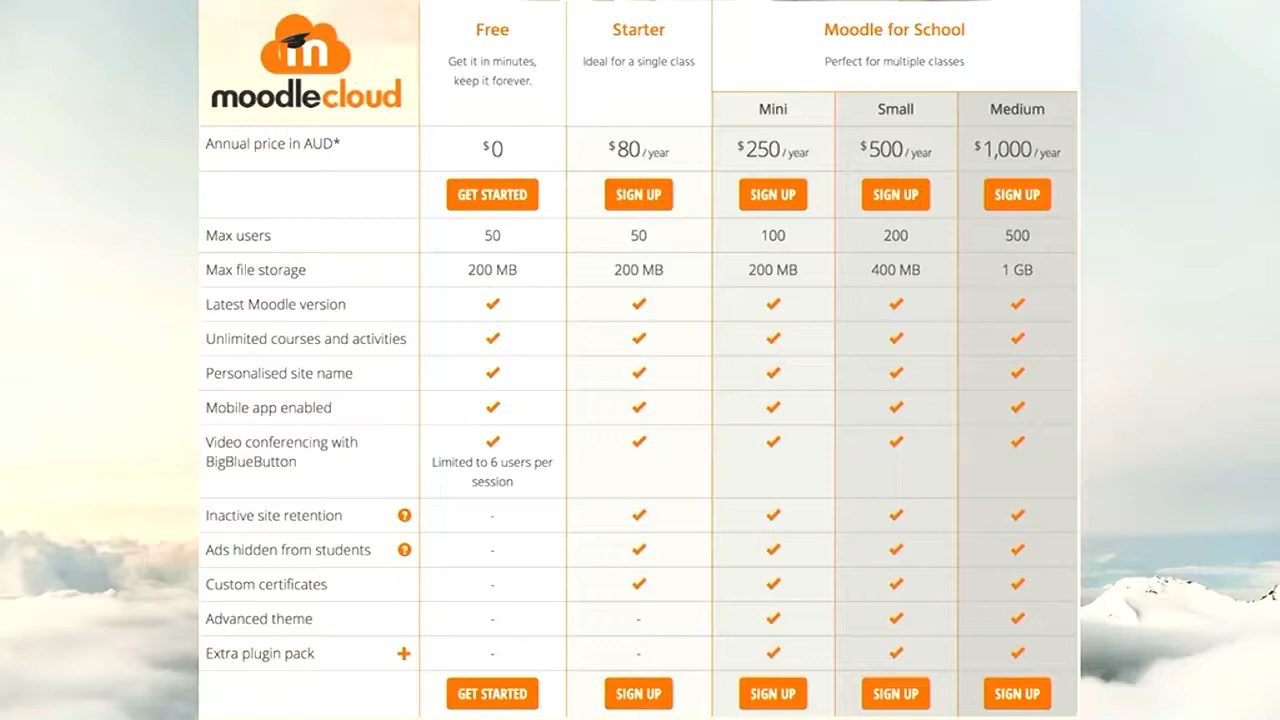 m
moodlecloud
Free
Get it in minutes,
keep it forever.
Starter
Ideal for a single class
Moodle for School
Perfect for multiple classes
Mini Small Medium
Annual price in AUD* $0 $80/year $250/year $500/year $1,000/year
GET STARTED SIGN UP SIGN UP SIGN UP SIGN UP
Max users 50 50 100 200 500
Max file storage 200 MB 200 MB 200 MB 400 MB 1 GB
Latest Moodle version
Unlimited courses and activities
Personalised site name
Mobile app enabled
Video conferencing with
BigBlueButton
Limited to 6 users per
session
Inactive site retention ? -
Ads hidden from students ? -
Custom certificates -
Advanced theme - -
Extra plugin pack + - -
GET STARTED SIGN UP SIGN UP SIGN UP SIGN UP